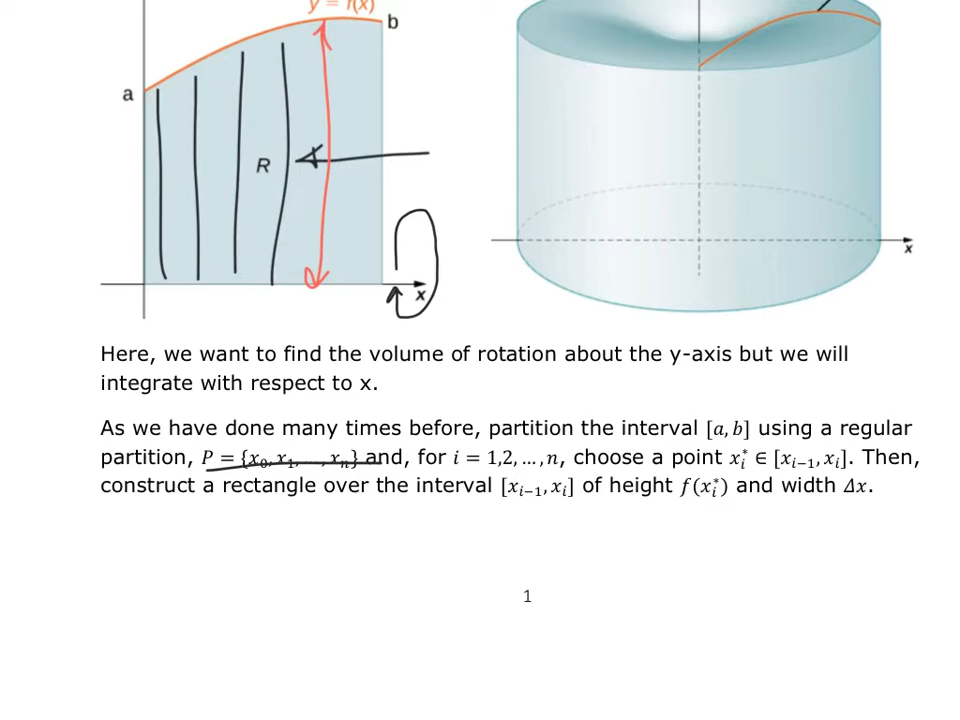 y = f(x)
b
a
R
x
x
Here, we want to find the volume of rotation about the y-axis but we will
integrate with respect to x.
As we have done many times before, partition the interval [a, b] using a regular
partition, P = {x₀, x₁, …, xₙ} and, for i = 1,2, … , n, choose a point xᵢ* ∈ [xᵢ₋₁, xᵢ]. Then,
construct a rectangle over the interval [xᵢ₋₁, xᵢ] of height f(xᵢ*) and width Δx.
1